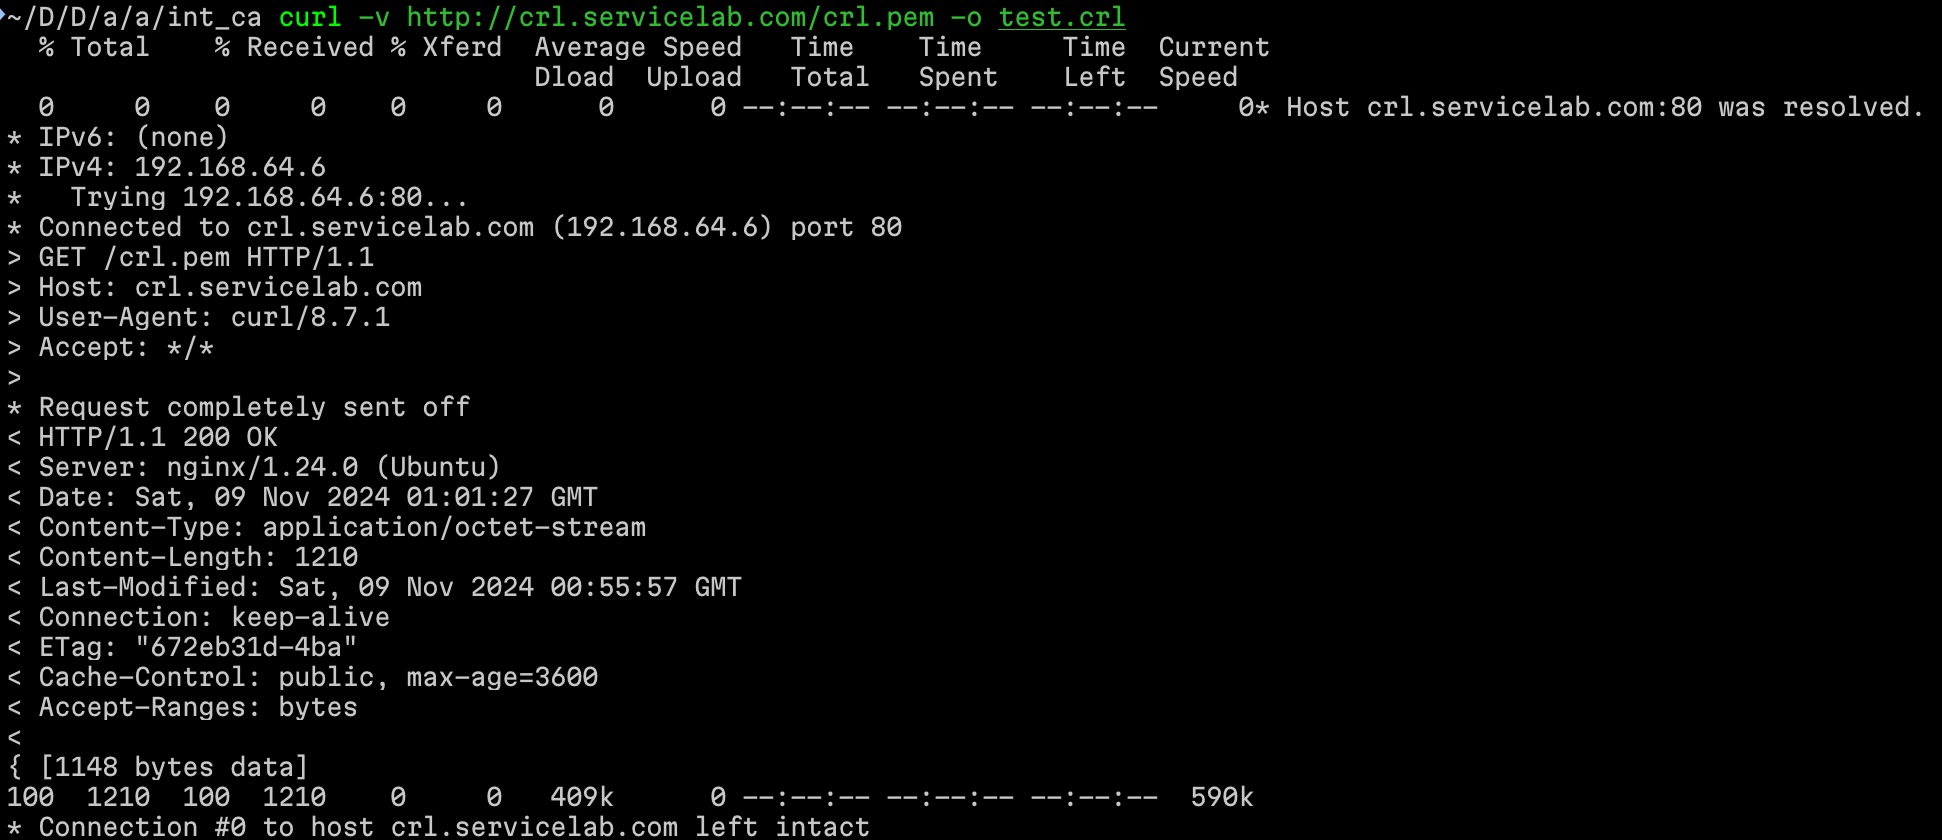 ~/D/D/a/a/int_ca curl -v http://crl.servicelab.com/crl.pem -o test.crl
  % Total    % Received % Xferd  Average Speed   Time    Time     Time  Current
                                 Dload  Upload   Total   Spent    Left  Speed
  0     0    0     0    0     0      0      0 --:--:-- --:--:-- --:--:--     0* Host crl.servicelab.com:80 was resolved.
* IPv6: (none)
* IPv4: 192.168.64.6
*   Trying 192.168.64.6:80...
* Connected to crl.servicelab.com (192.168.64.6) port 80
> GET /crl.pem HTTP/1.1
> Host: crl.servicelab.com
> User-Agent: curl/8.7.1
> Accept: */*
>
* Request completely sent off
< HTTP/1.1 200 OK
< Server: nginx/1.24.0 (Ubuntu)
< Date: Sat, 09 Nov 2024 01:01:27 GMT
< Content-Type: application/octet-stream
< Content-Length: 1210
< Last-Modified: Sat, 09 Nov 2024 00:55:57 GMT
< Connection: keep-alive
< ETag: "672eb31d-4ba"
< Cache-Control: public, max-age=3600
< Accept-Ranges: bytes
<
{ [1148 bytes data]
100  1210  100  1210    0     0   409k      0 --:--:-- --:--:-- --:--:--  590k
* Connection #0 to host crl.servicelab.com left intact